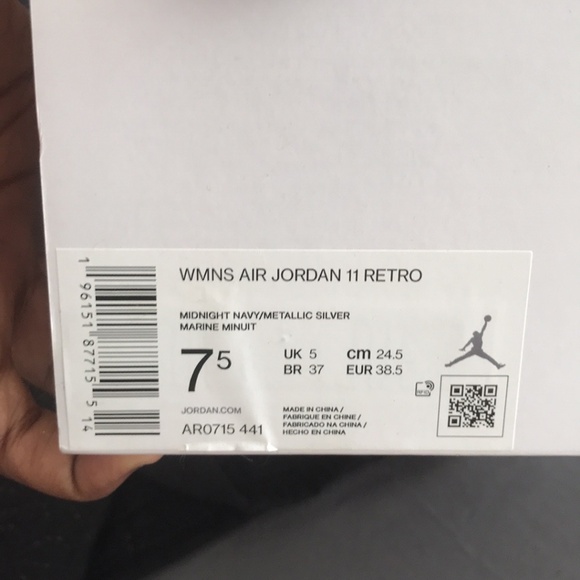 WMNS AIR JORDAN 11 RETRO
MIDNIGHT NAVY/METALLIC SILVER
MARINE MINUIT
7 5 UK 5 cm 24.5
BR 37 EUR 38.5
JORDAN.COM
AR0715 441
MADE IN CHINA /
FABRIQUE EN CHINE /
FABRICADO NA CHINA /
HECHO EN CHINA
1 96151 87715 5 14